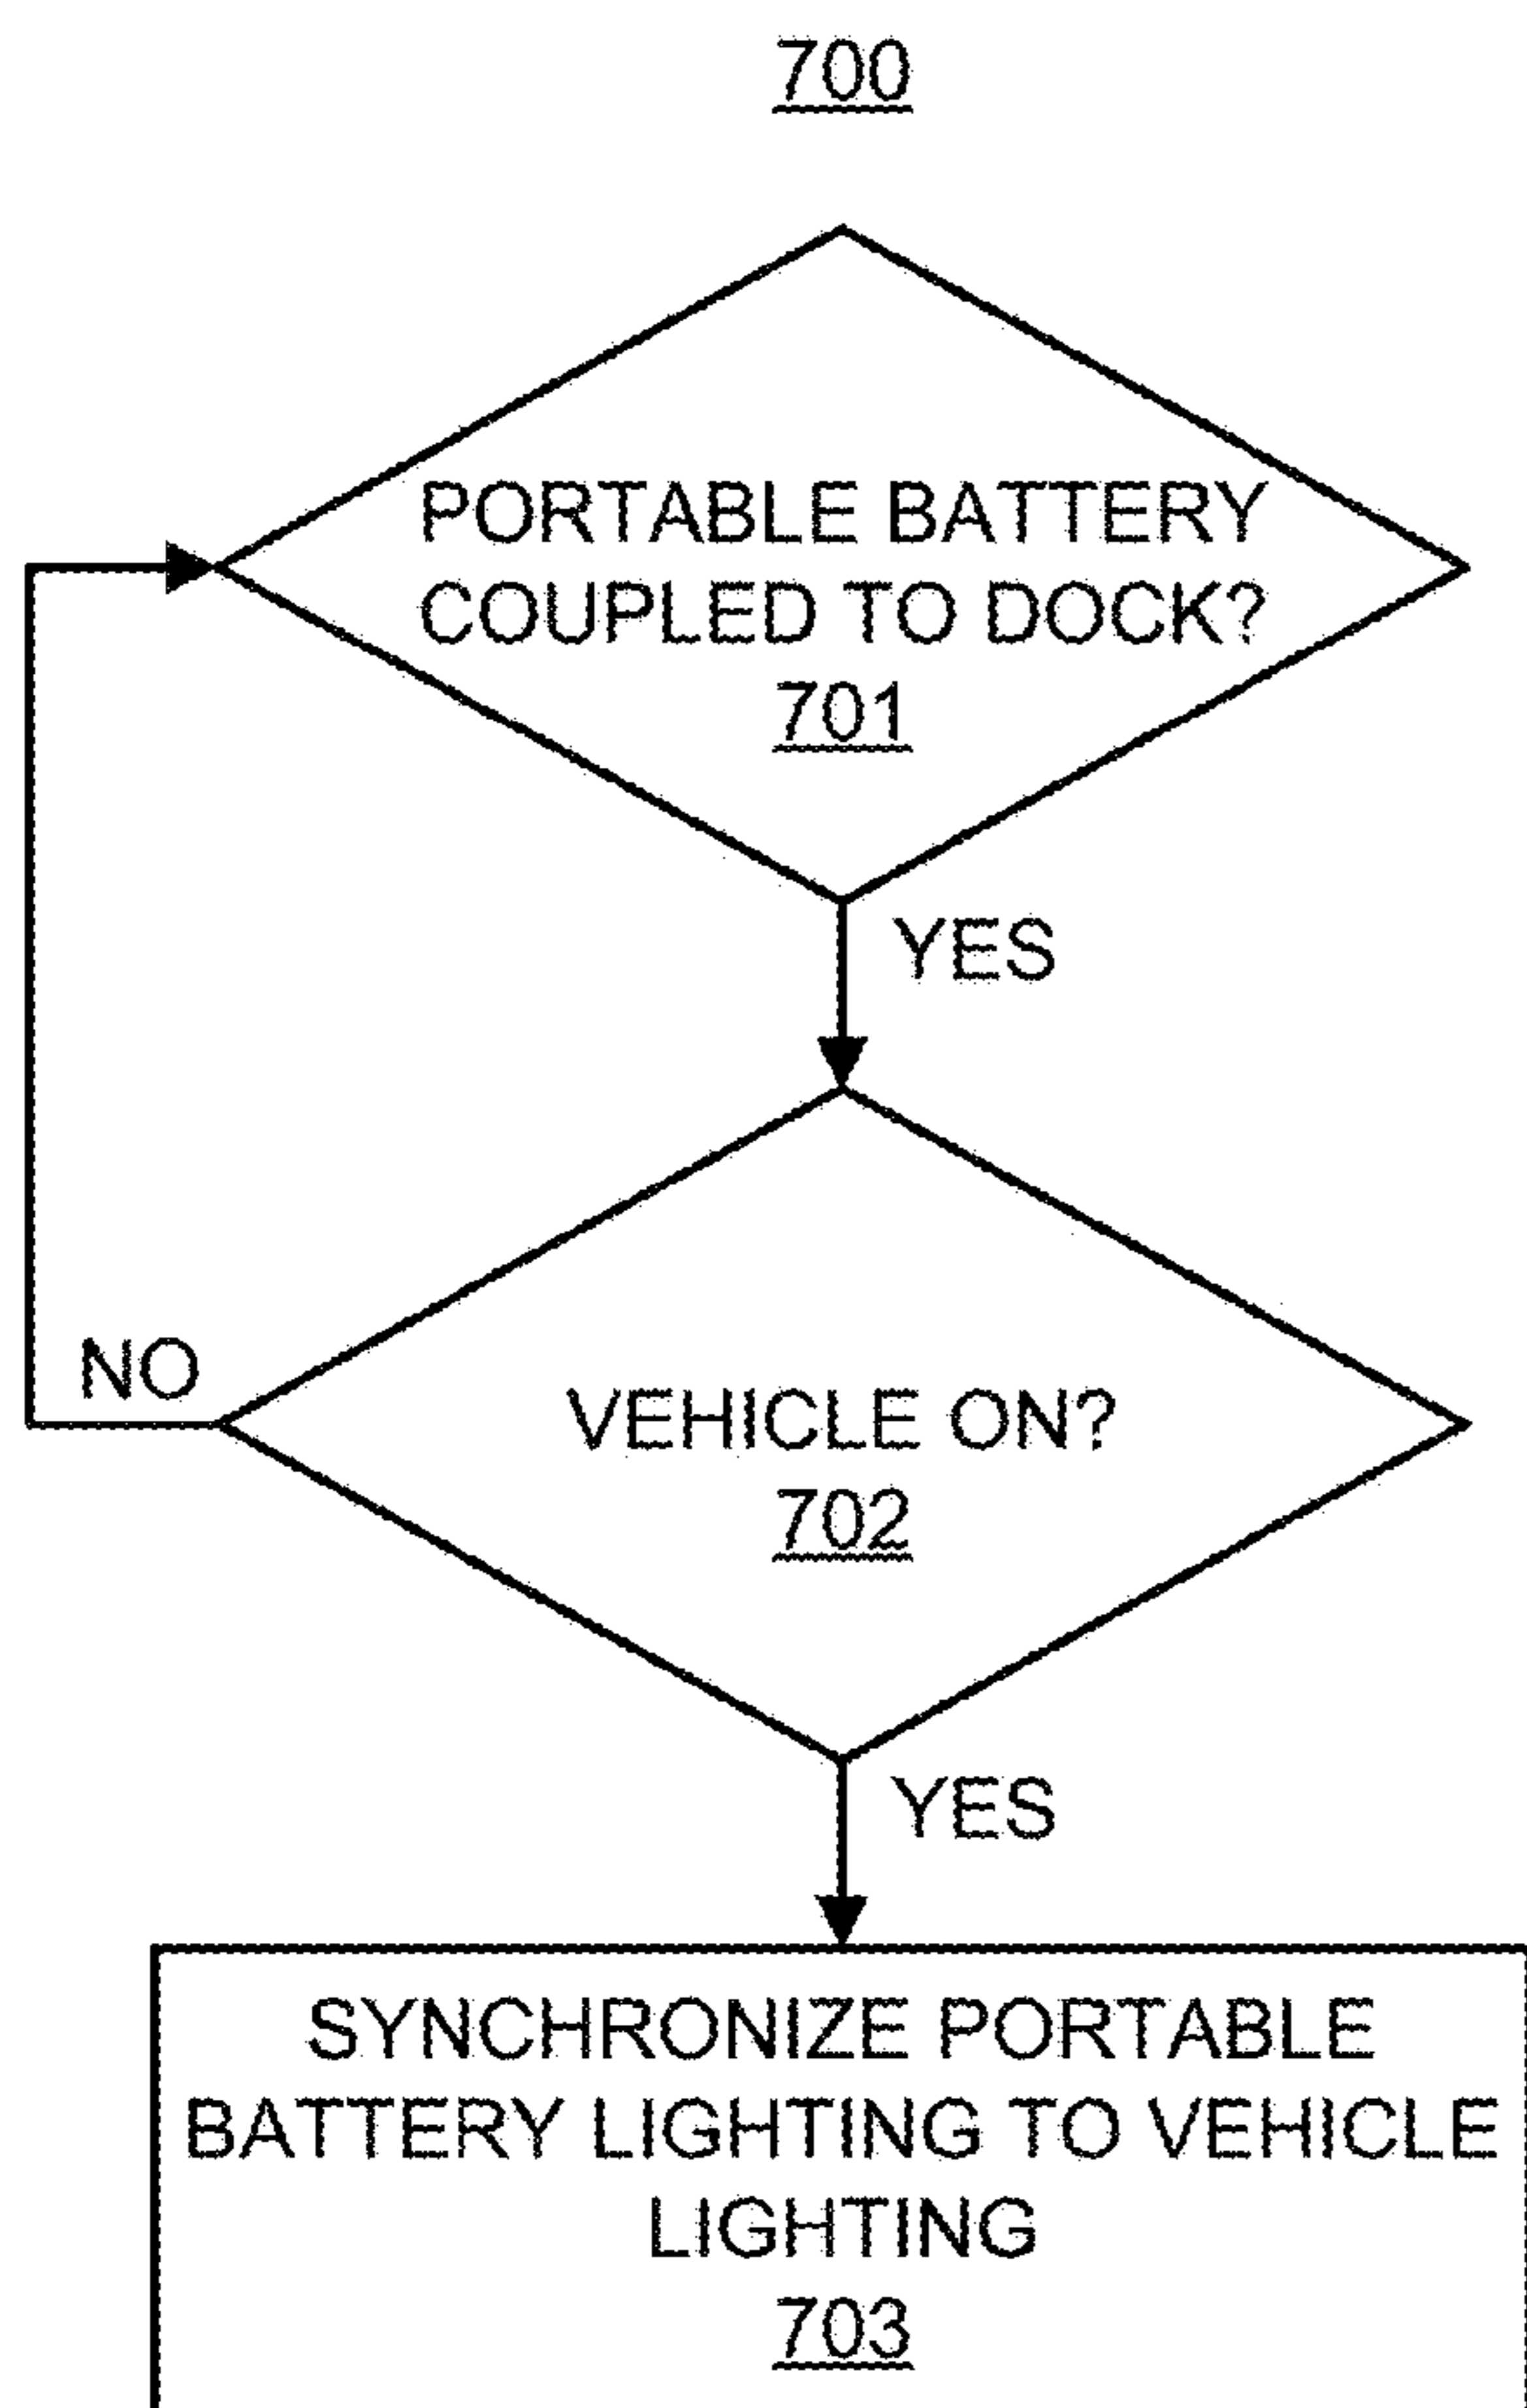 700
PORTABLE BATTERY
COUPLED TO DOCK?
701
YES
NO
VEHICLE ON?
702
YES
SYNCHRONIZE PORTABLE
BATTERY LIGHTING TO VEHICLE
LIGHTING
703